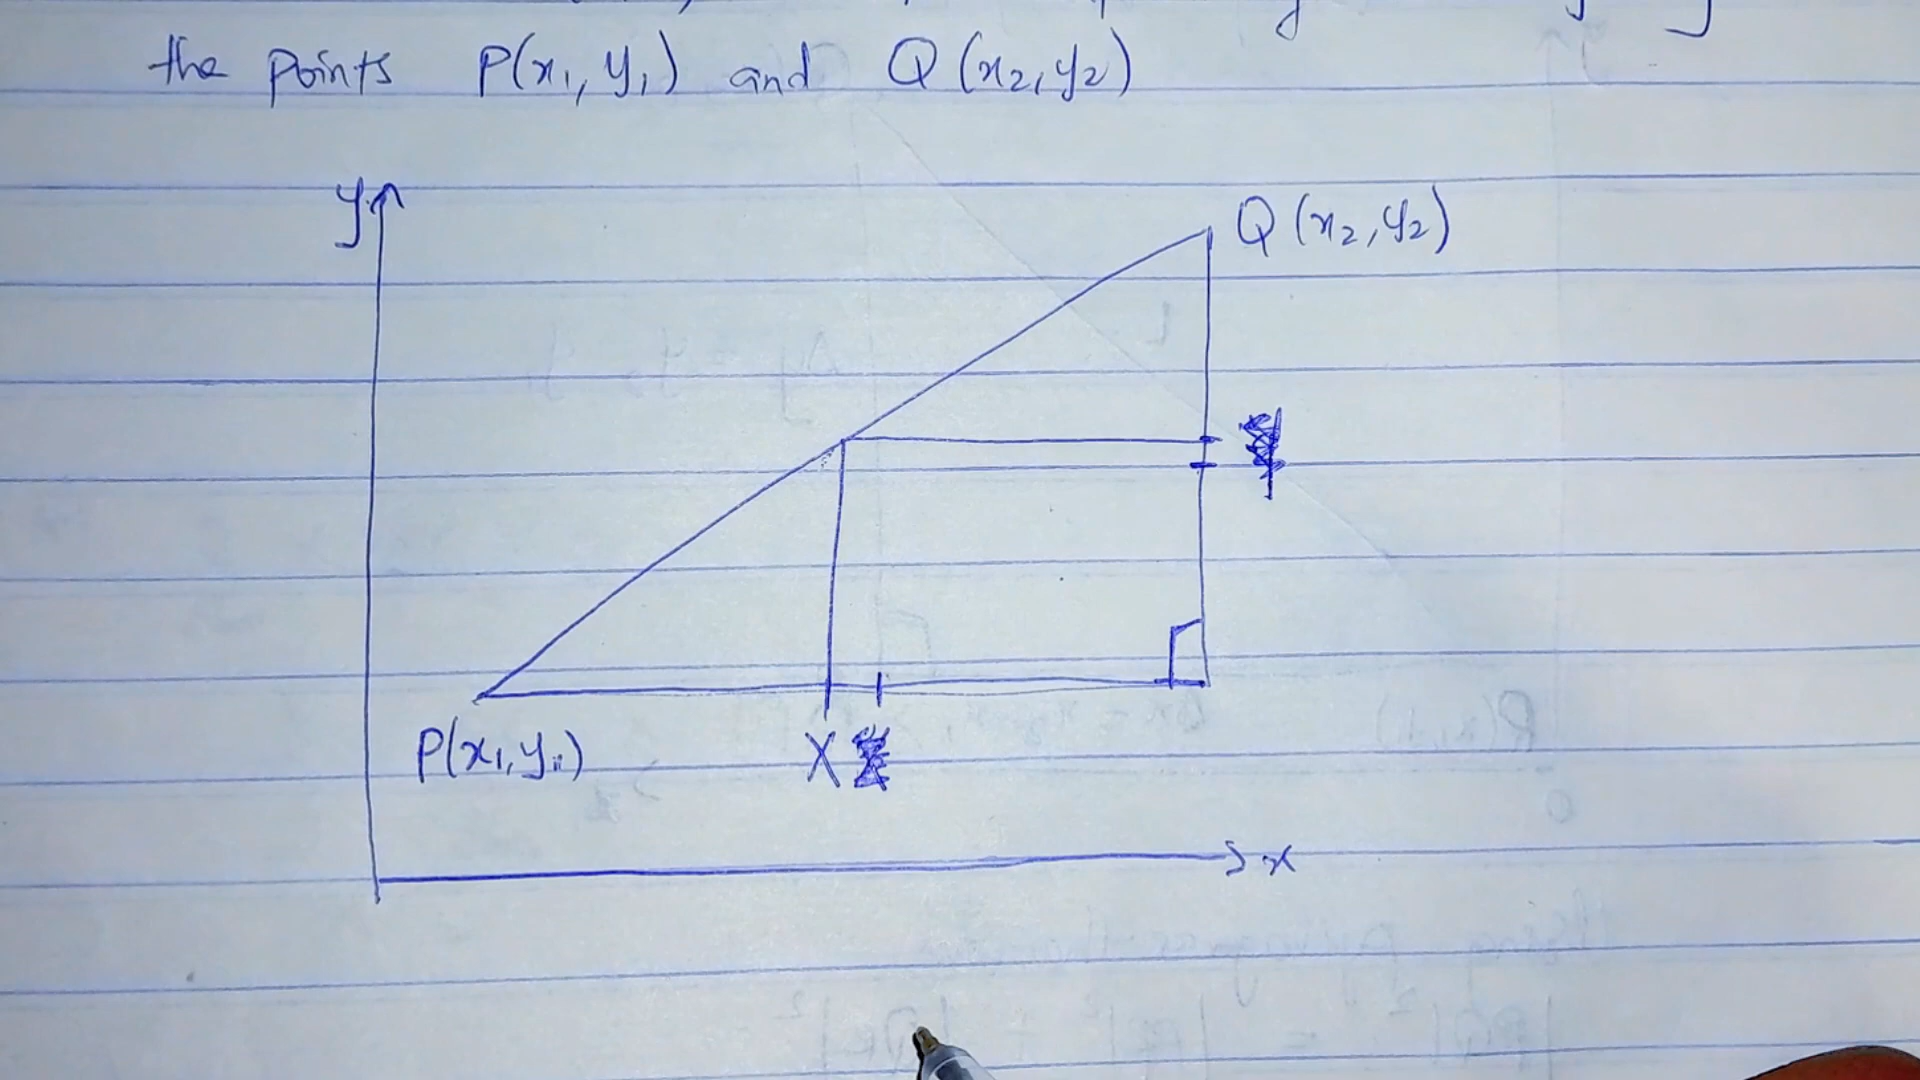 the points P(x₁, y₁) and Q (x₂, y₂)
y
Q (x₂, y₂)
P(x₁, y₁)
X
x